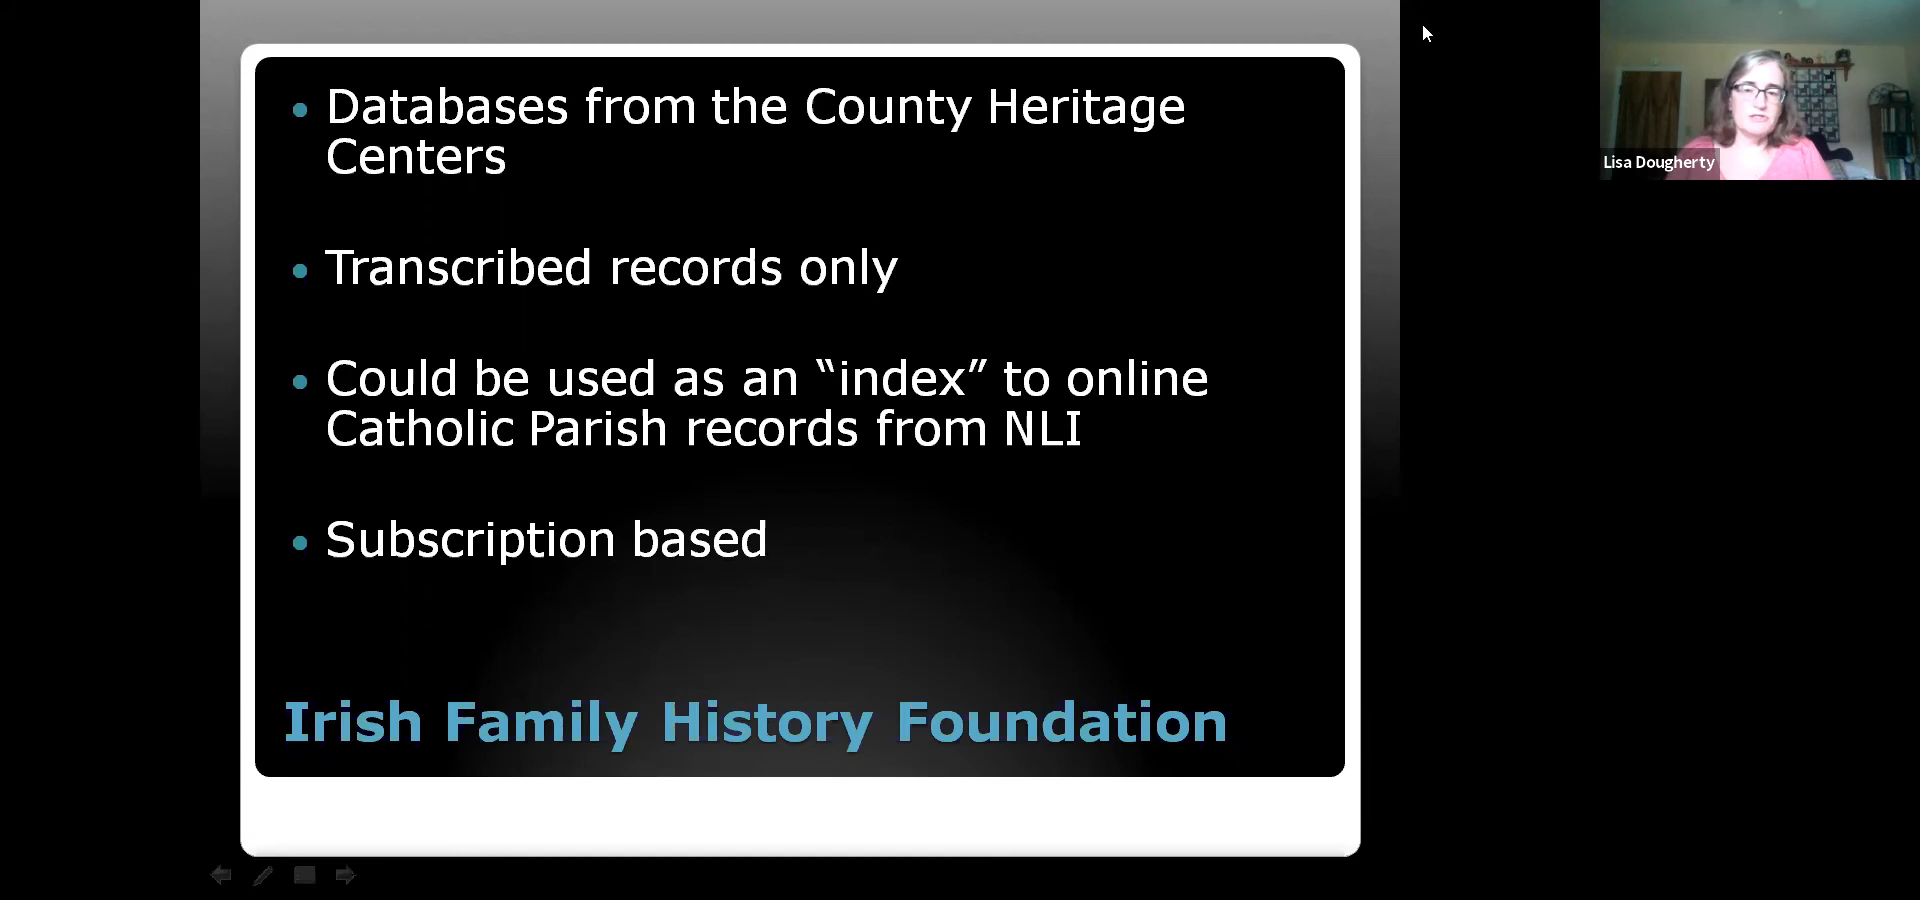 • Databases from the County Heritage
Centers
• Transcribed records only
• Could be used as an “index” to online
Catholic Parish records from NLI
• Subscription based
Irish Family History Foundation
Lisa Dougherty